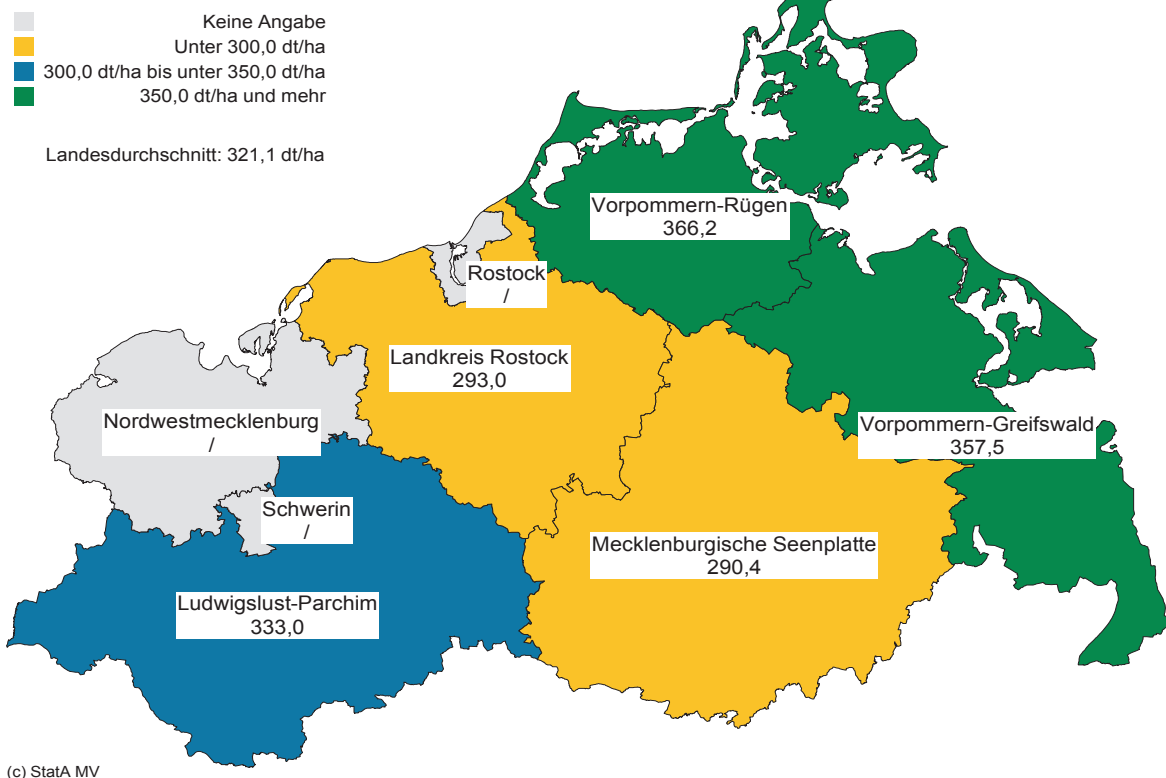 Keine Angabe
Unter 300,0 dt/ha
300,0 dt/ha bis unter 350,0 dt/ha
350,0 dt/ha und mehr
Landesdurchschnitt: 321,1 dt/ha
Vorpommern-Rügen
366,2
Rostock
/
Landkreis Rostock
293,0
Nordwestmecklenburg
/
Vorpommern-Greifswald
357,5
Schwerin
/
Mecklenburgische Seenplatte
290,4
Ludwigslust-Parchim
333,0
(c) StatA MV